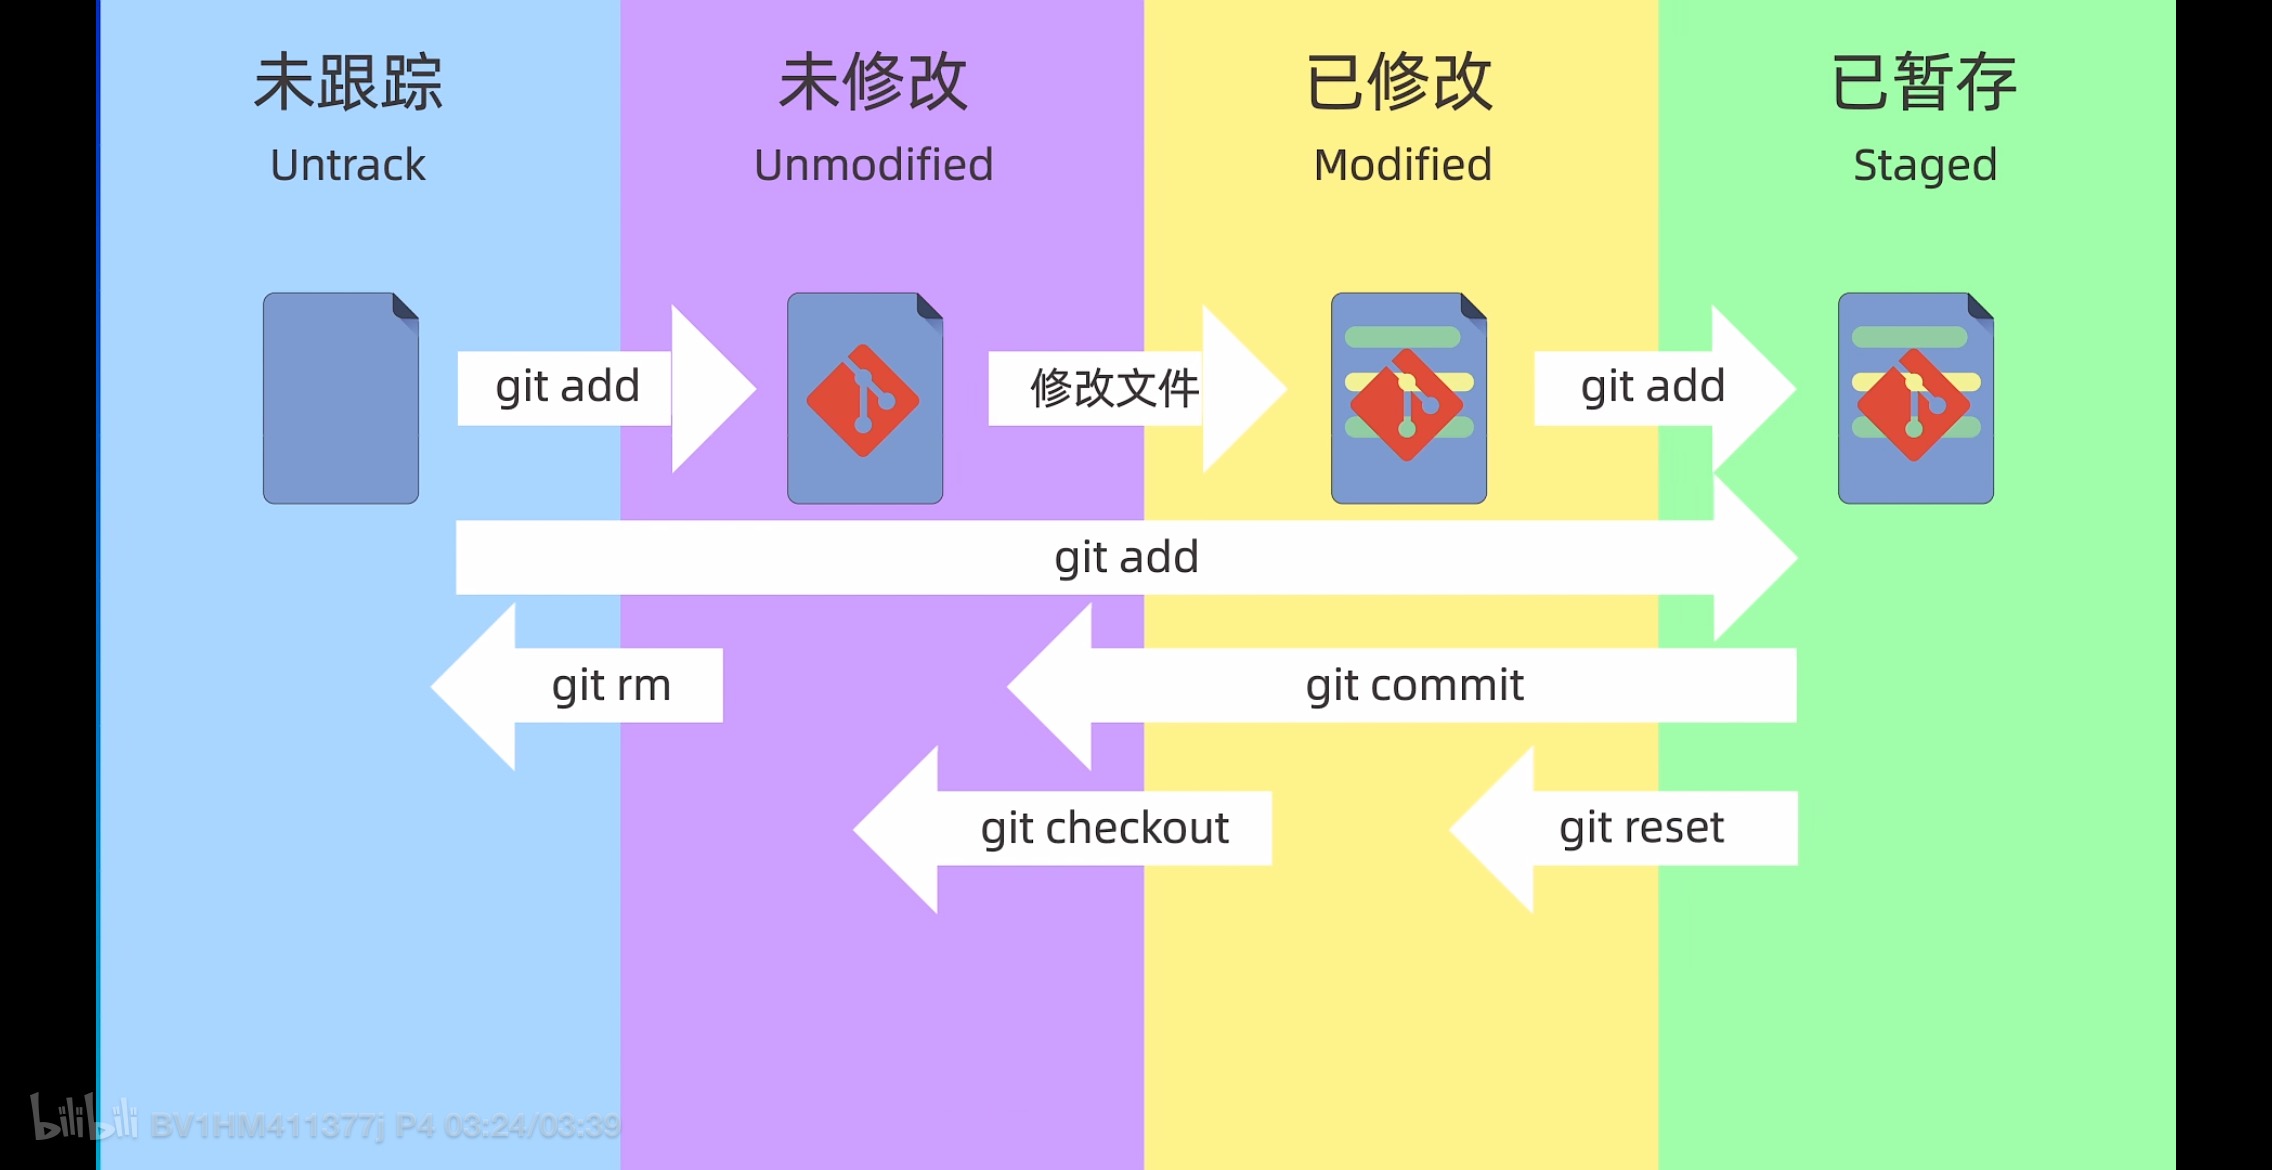 未跟踪
Untrack
未修改
Unmodified
已修改
Modified
已暂存
Staged
git add
修改文件
git add
git add
git rm
git commit
git checkout
git reset
bilibili BV1HM411377j P4 03:24/03:39